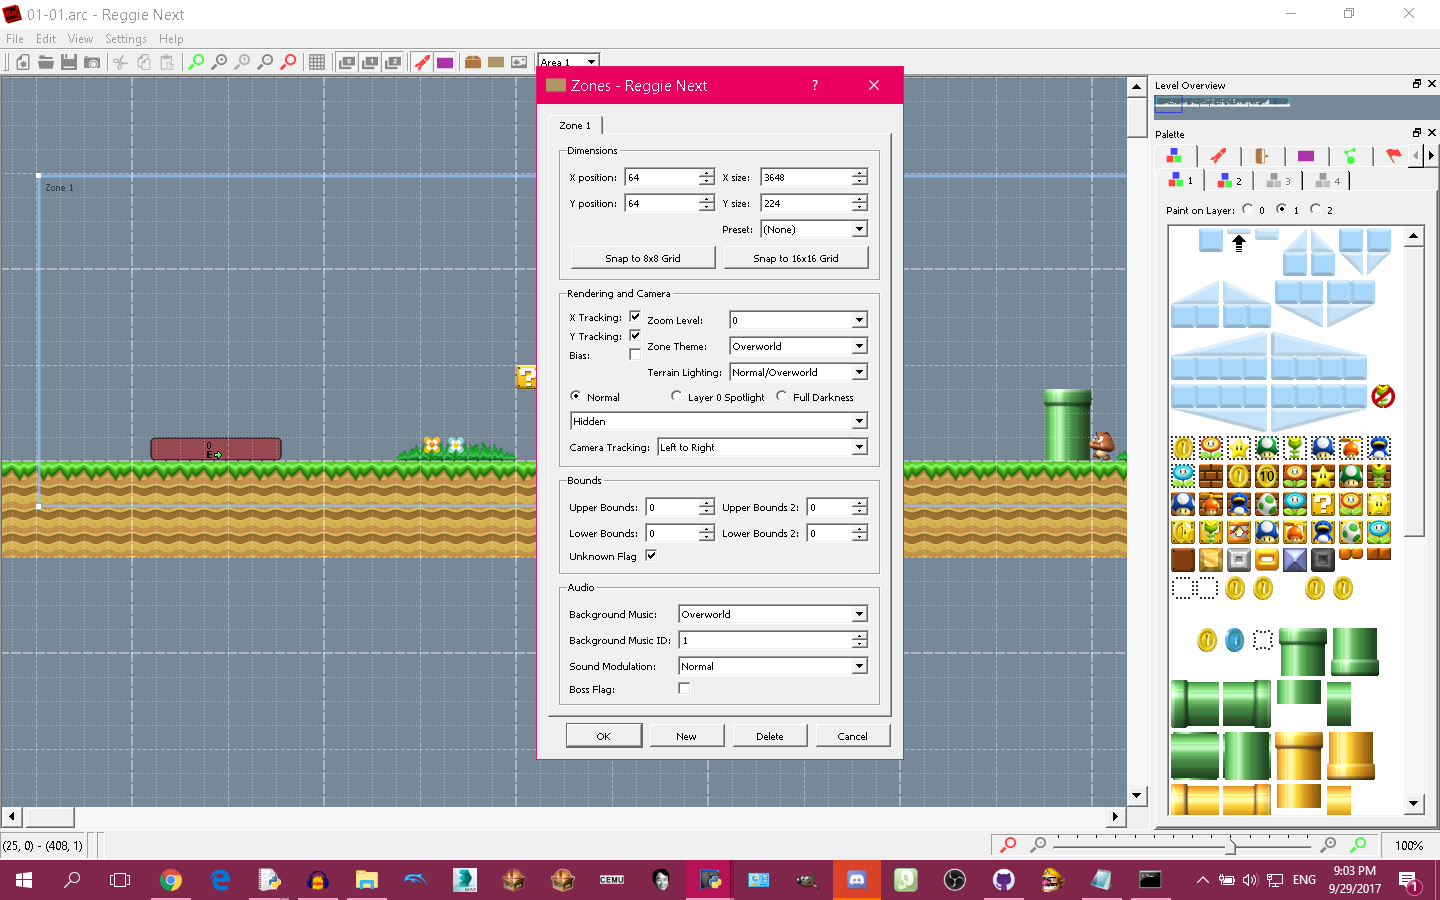 01-01.arc - Reggie Next
File Edit View Settings Help
Area 1
Zones - Reggie Next
?
Zone 1
Dimensions
X position: 64 X size: 3648
Y position: 64 Y size: 224
Preset: (None)
Snap to 8x8 Grid Snap to 16x16 Grid
Rendering and Camera
X Tracking: Zoom Level: 0
Y Tracking:
Zone Theme: Overworld
Bias:
Terrain Lighting: Normal/Overworld
Normal Layer 0 Spotlight Full Darkness
Hidden
Camera Tracking: Left to Right
Bounds
Upper Bounds: 0 Upper Bounds 2: 0
Lower Bounds: 0 Lower Bounds 2: 0
Unknown Flag
Audio
Background Music: Overworld
Background Music ID: 1
Sound Modulation: Normal
Boss Flag:
OK New Delete Cancel
Zone 1
0
E
Level Overview
Palette
1 2 3 4
Paint on Layer: 0 1 2
10
(25, 0) - (408, 1)
100%
MAX
CEMU
ENG
9:03 PM
9/29/2017
1